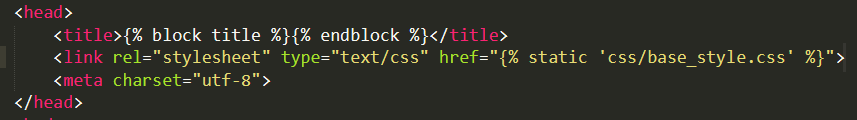 <head>
    <title>{% block title %}{% endblock %}</title>
    <link rel="stylesheet" type="text/css" href="{% static 'css/base_style.css' %}">
    <meta charset="utf-8">
</head>